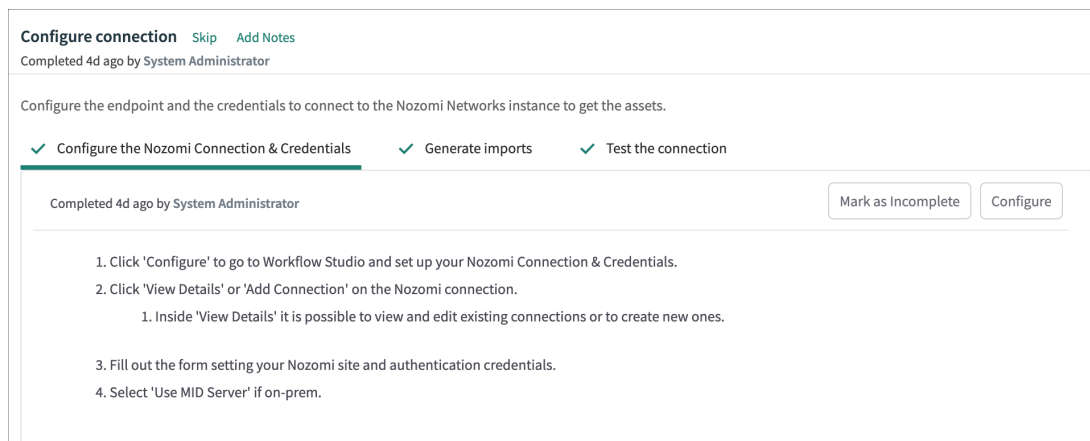 Configure connection Skip Add Notes
Completed 4d ago by System Administrator
Configure the endpoint and the credentials to connect to the Nozomi Networks instance to get the assets.
Configure the Nozomi Connection & Credentials Generate imports Test the connection
Completed 4d ago by System Administrator Mark as Incomplete Configure
1. Click 'Configure' to go to Workflow Studio and set up your Nozomi Connection & Credentials.
2. Click 'View Details' or 'Add Connection' on the Nozomi connection.
1. Inside 'View Details' it is possible to view and edit existing connections or to create new ones.
3. Fill out the form setting your Nozomi site and authentication credentials.
4. Select 'Use MID Server' if on-prem.